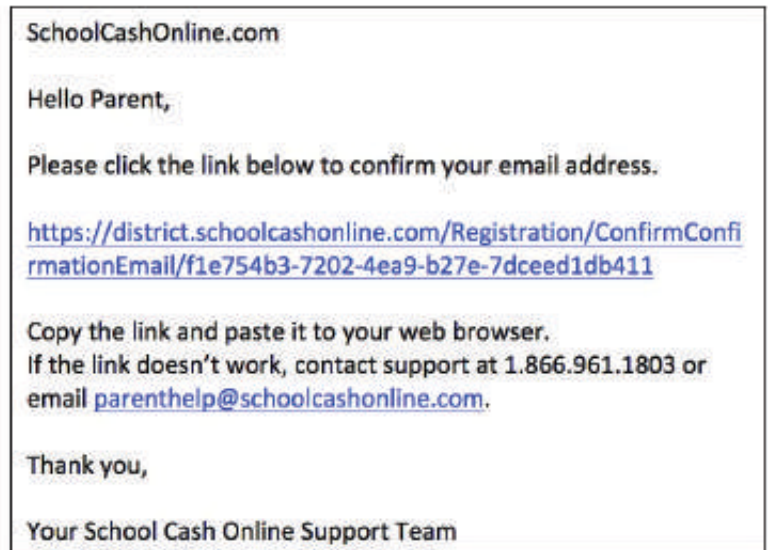 SchoolCashOnline.com
Hello Parent,
Please click the link below to confirm your email address.
https://district.schoolcashonline.com/Registration/ConfirmConfi
rmationEmail/f1e754b3-7202-4ea9-b27e-7dceed1db411
Copy the link and paste it to your web browser.
If the link doesn't work, contact support at 1.866.961.1803 or
email parenthelp@schoolcashonline.com.
Thank you,
Your School Cash Online Support Team